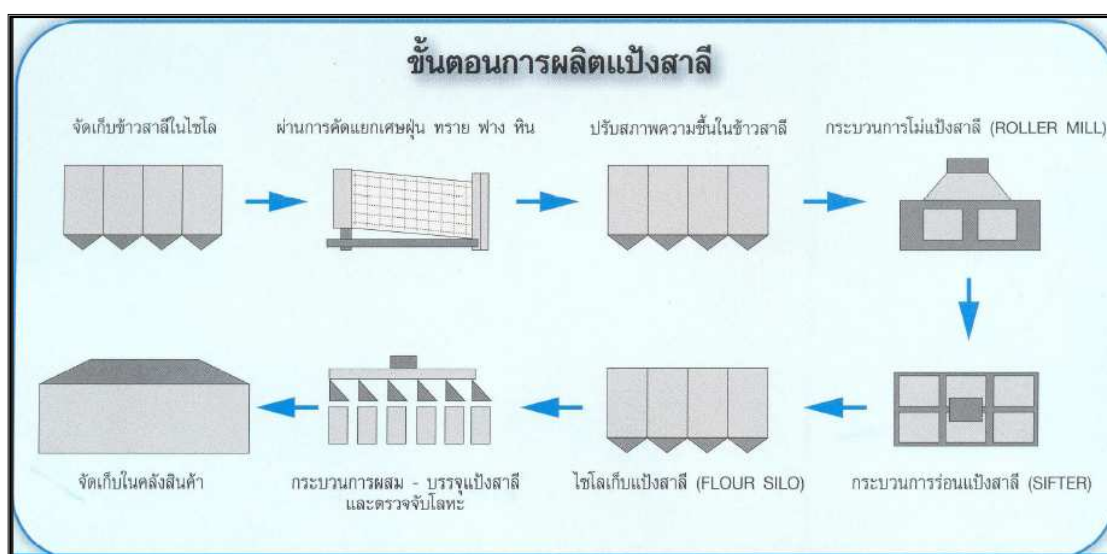 ขั้นตอนการผลิตแป้งสาลี
จัดเก็บข้าวสาลีในไซโล
ผ่านการคัดแยกเศษฝุ่น ทราย ฟาง หิน
ปรับสภาพความชื้นในข้าวสาลี
กระบวนการโม่แป้งสาลี (ROLLER MILL)
จัดเก็บในคลังสินค้า
กระบวนการผสม - บรรจุแป้งสาลี
และตรวจจับโลหะ
ไซโลเก็บแป้งสาลี (FLOUR SILO)
กระบวนการร่อนแป้งสาลี (SIFTER)